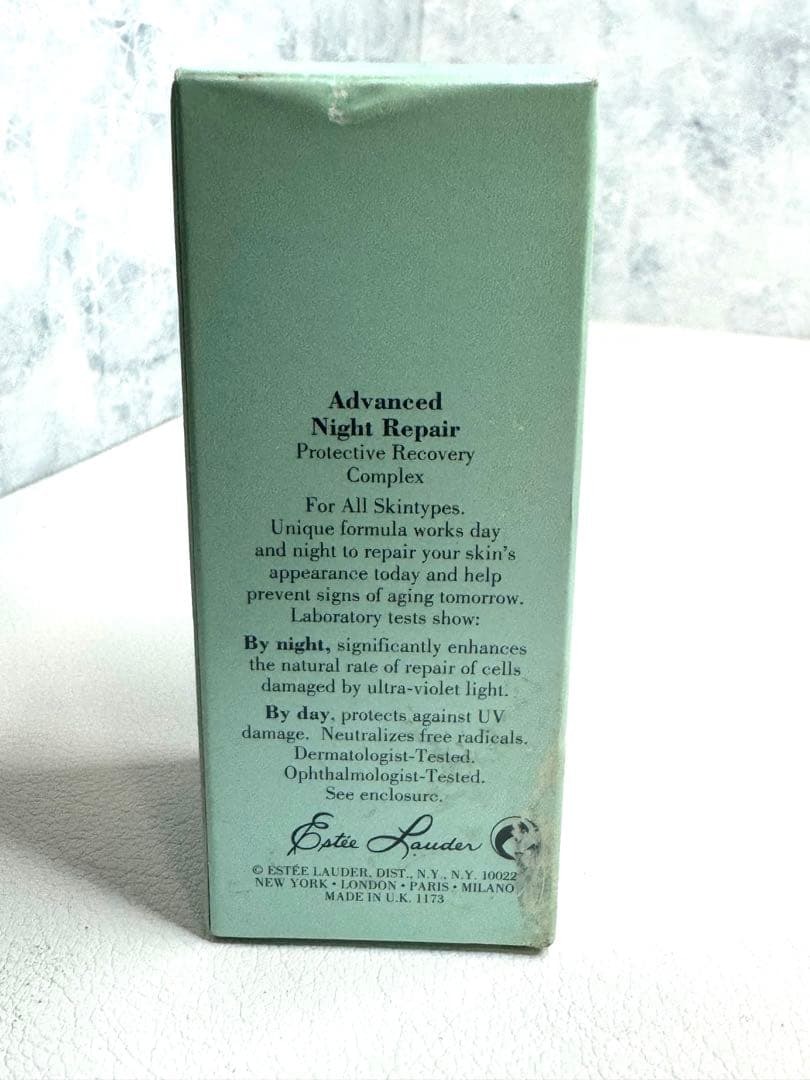 Advanced
Night Repair
Protective Recovery
Complex
For All Skintypes.
Unique formula works day
and night to repair your skin's
appearance today and help
prevent signs of aging tomorrow.
Laboratory tests show:
By night, significantly enhances
the natural rate of repair of cells
damaged by ultra-violet light.
By day, protects against UV
damage. Neutralizes free radicals.
Dermatologist-Tested.
Ophthalmologist-Tested.
See enclosure.
Estée Lauder
© ESTÉE LAUDER, DIST., N.Y., N.Y. 10022
NEW YORK • LONDON • PARIS • MILANO
MADE IN U.K. 1173